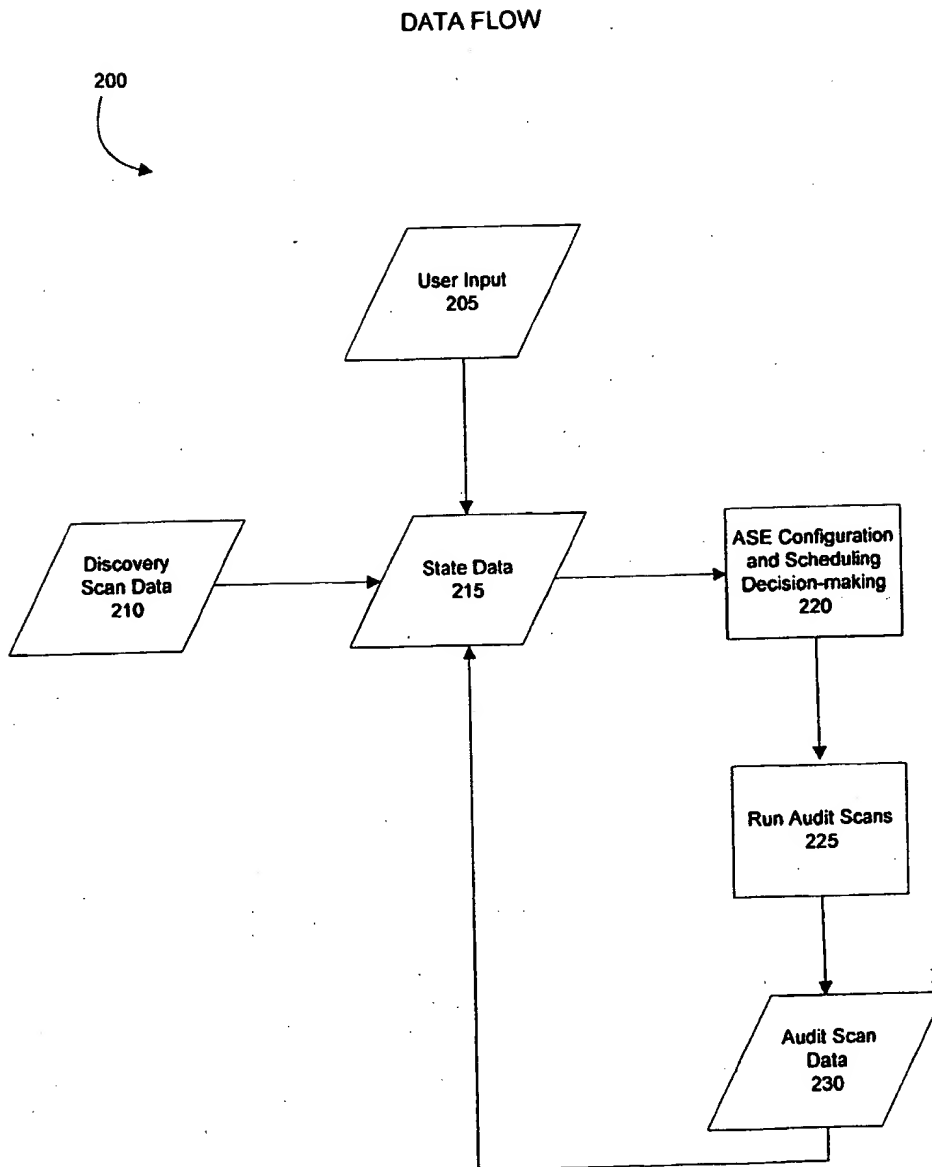 DATA FLOW
200
User Input
205
Discovery
Scan Data
210
State Data
215
ASE Configuration
and Scheduling
Decision-making
220
Run Audit Scans
225
Audit Scan
Data
230